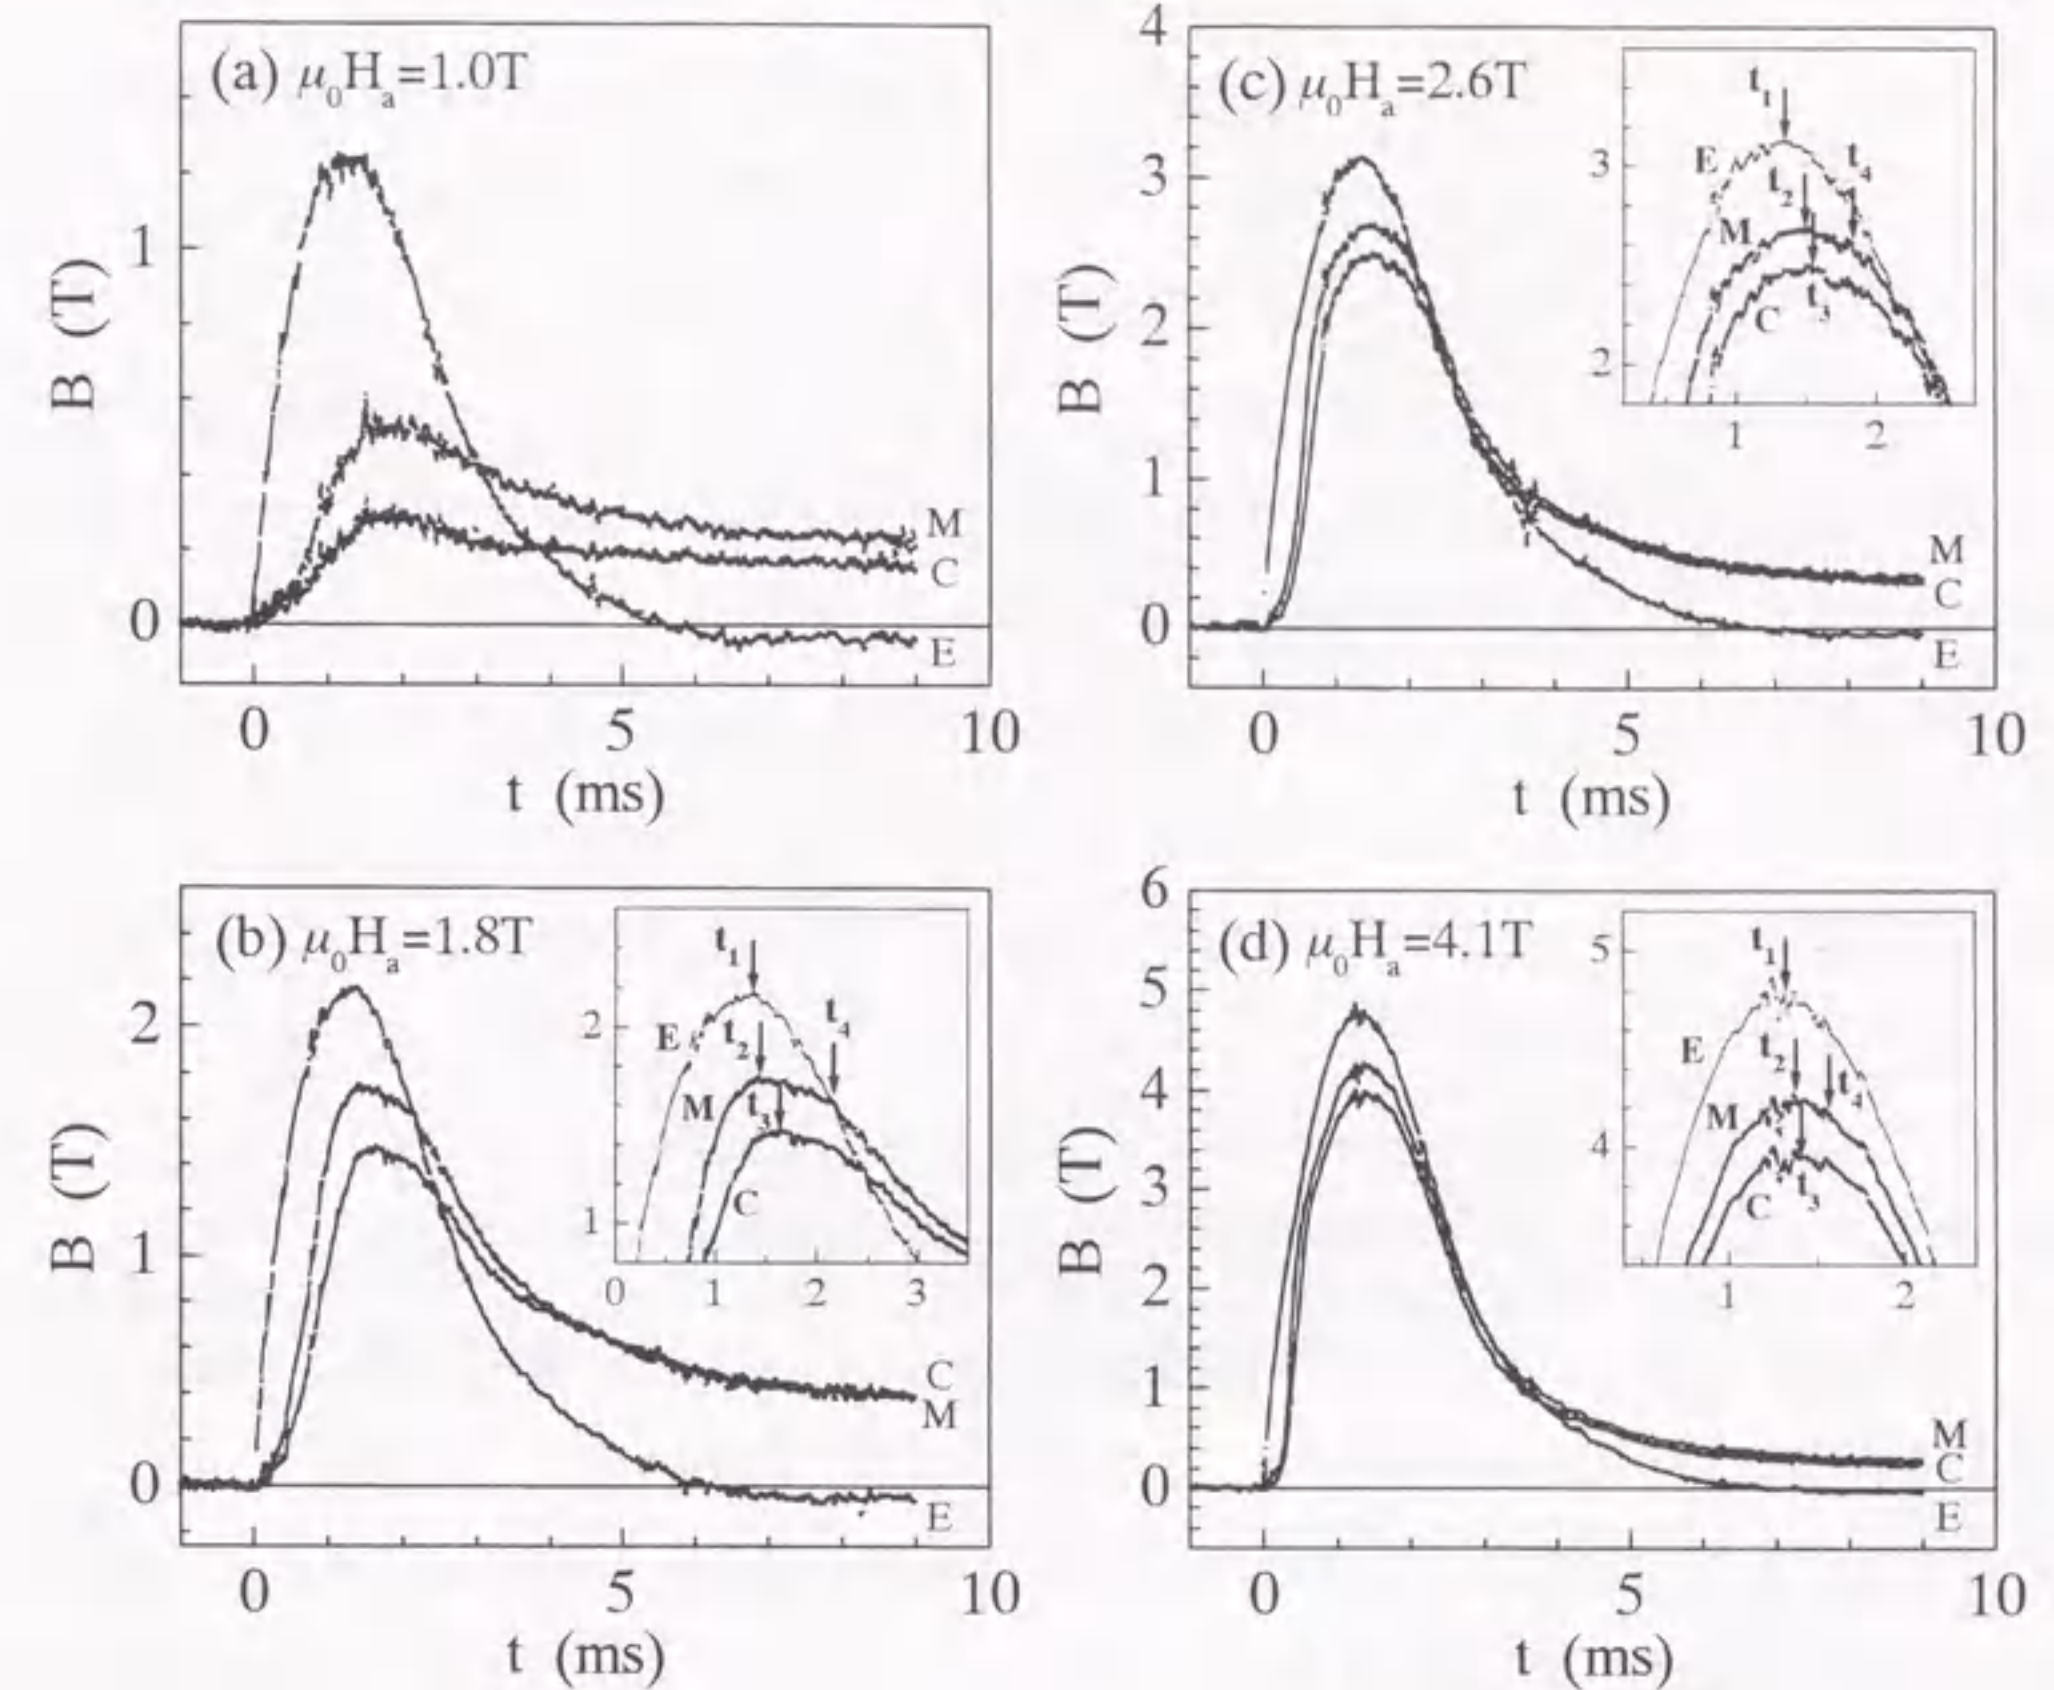 (a) μ₀Hₐ=1.0T
B (T)
1
0
M
C
E
0 5 10
t (ms)
(c) μ₀Hₐ=2.6T
B (T)
4
3
2
1
0
t₁
E
t₂
t₄
M
t₃
C
3
2
1 2
M
C
E
0 5 10
t (ms)
(b) μ₀Hₐ=1.8T
B (T)
2
1
0
t₁
E
t₂
t₄
M
t₃
C
2
1
0 1 2 3
C
M
E
0 5 10
t (ms)
(d) μ₀Hₐ=4.1T
B (T)
6
5
4
3
2
1
0
t₁
E
t₂
t₄
M
t₃
C
5
4
1 2
M
C
E
0 5 10
t (ms)